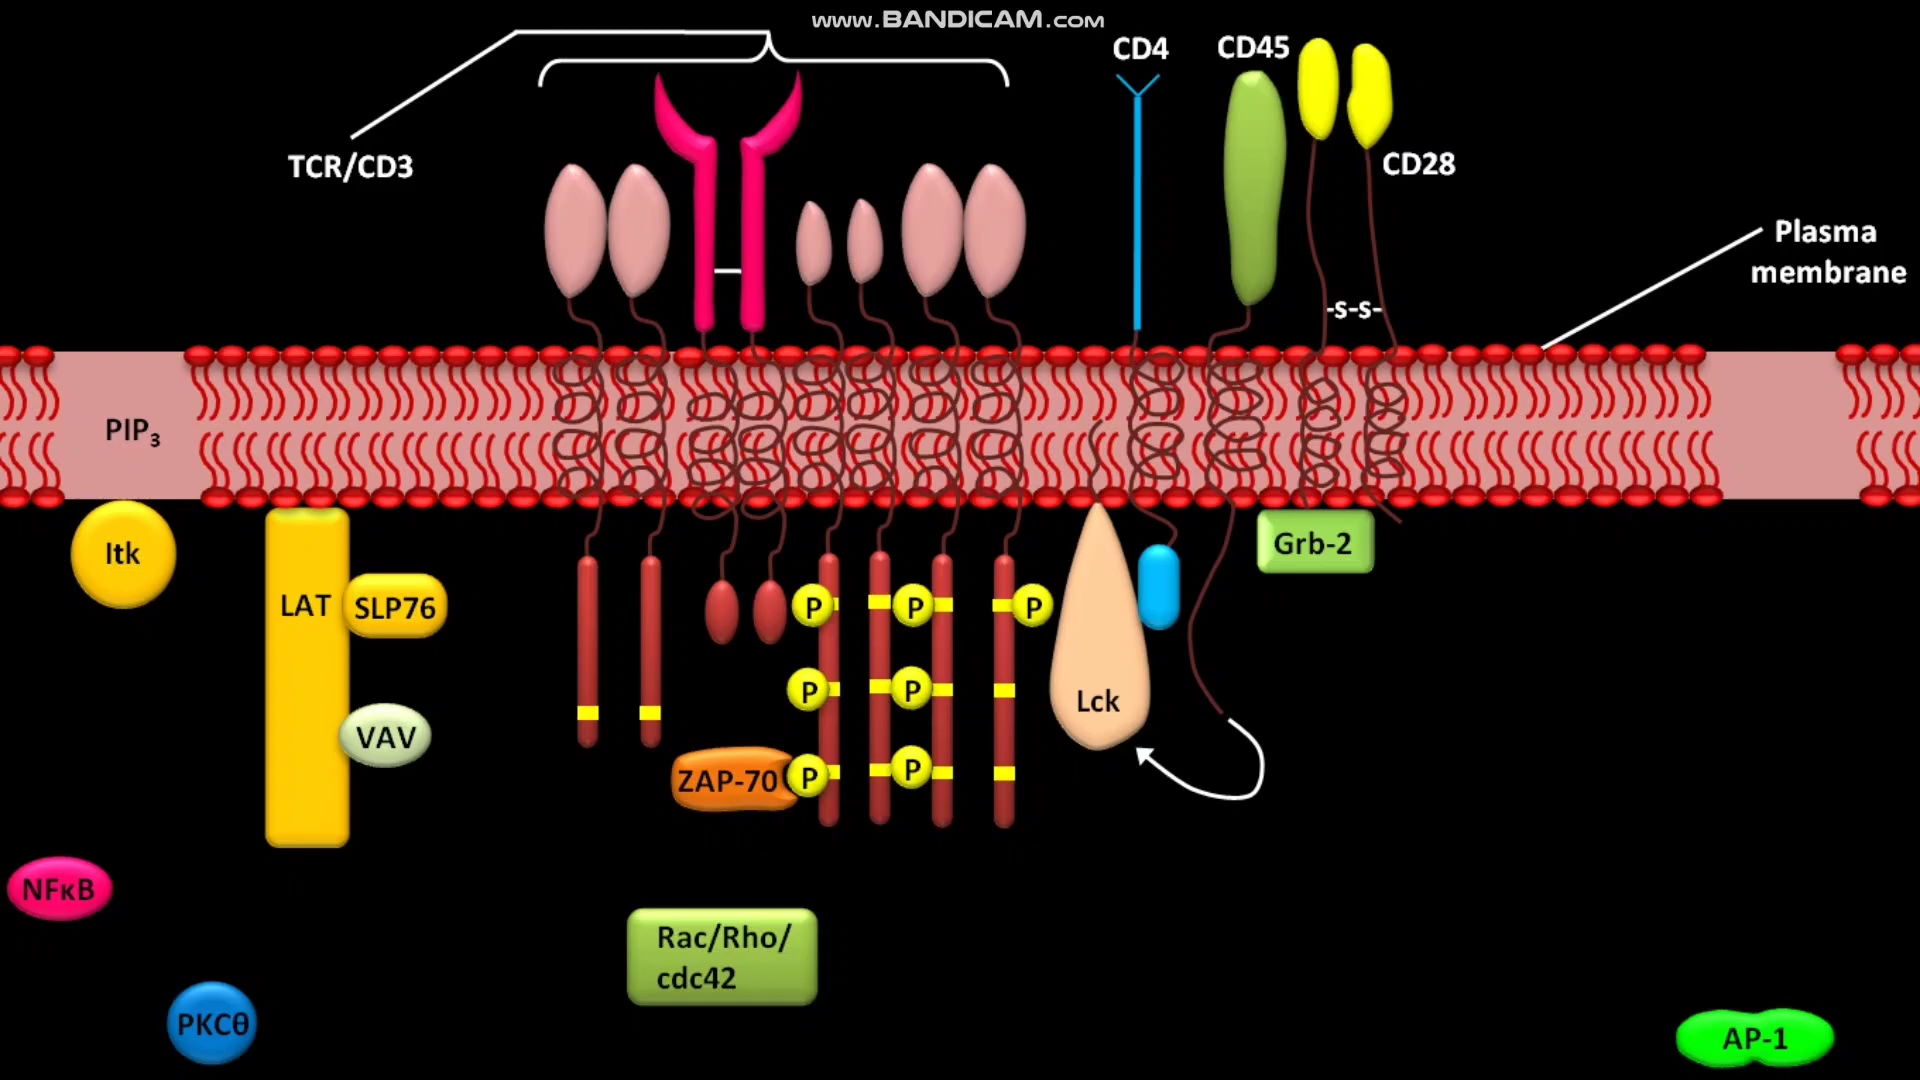 www.BANDICAM.com
CD4
CD45
TCR/CD3
CD28
Plasma
membrane
-s-s-
PIP3
Itk
Grb-2
LAT
SLP76
P
P
P
P
P
Lck
VAV
ZAP-70
P
P
NFκB
Rac/Rho/
cdc42
PKCθ
AP-1